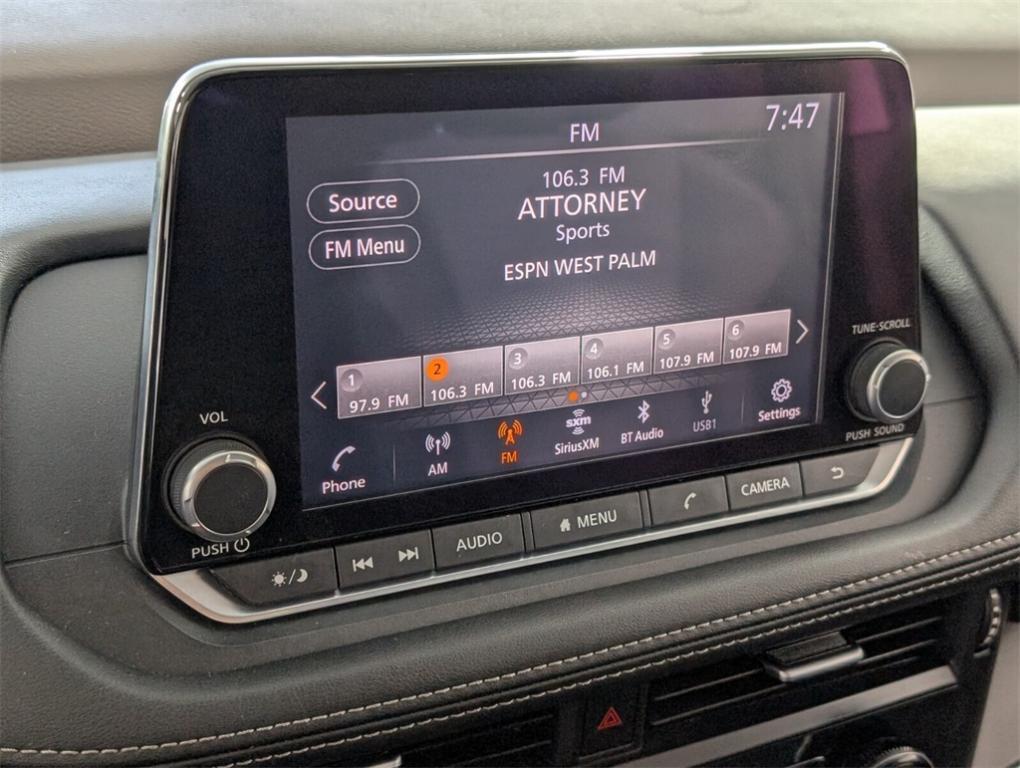 FM
7:47
Source
FM Menu
106.3 FM
ATTORNEY
Sports
ESPN WEST PALM
1
97.9 FM
2
106.3 FM
3
106.3 FM
4
106.1 FM
5
107.9 FM
6
107.9 FM
Phone
AM
FM
sxm
SiriusXM
BT Audio
USB1
Settings
VOL
PUSH
TUNE·SCROLL
PUSH SOUND
AUDIO
MENU
CAMERA